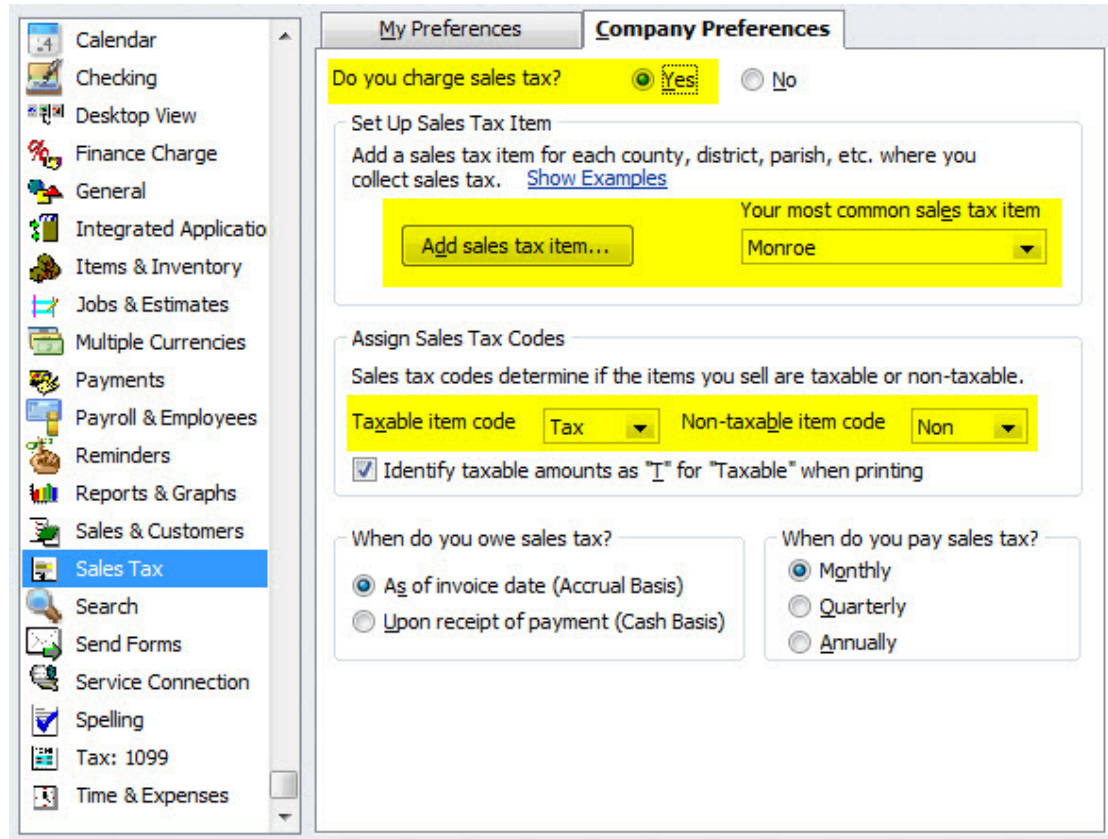 Calendar
Checking
Desktop View
Finance Charge
General
Integrated Applicatio
Items & Inventory
Jobs & Estimates
Multiple Currencies
Payments
Payroll & Employees
Reminders
Reports & Graphs
Sales & Customers
Sales Tax
Search
Send Forms
Service Connection
Spelling
Tax: 1099
Time & Expenses
My Preferences
Company Preferences
Do you charge sales tax? Yes No
Set Up Sales Tax Item
Add a sales tax item for each county, district, parish, etc. where you
collect sales tax. Show Examples
Your most common sales tax item
Add sales tax item... Monroe
Assign Sales Tax Codes
Sales tax codes determine if the items you sell are taxable or non-taxable.
Taxable item code Tax Non-taxable item code Non
Identify taxable amounts as "T" for "Taxable" when printing
When do you owe sales tax?
As of invoice date (Accrual Basis)
Upon receipt of payment (Cash Basis)
When do you pay sales tax?
Monthly
Quarterly
Annually